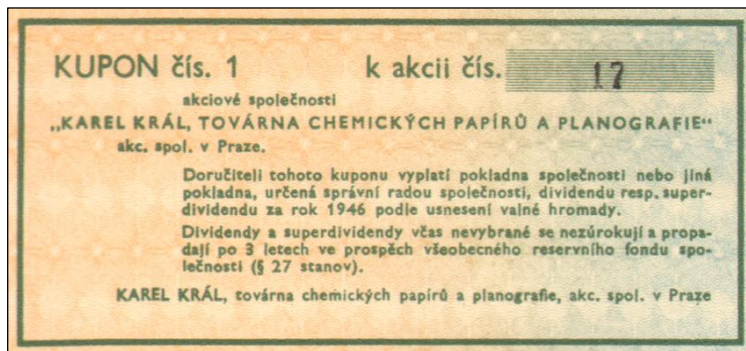 KUPON čís. 1 k akcii čís. 17
akciové společnosti
„KAREL KRÁL, TOVÁRNA CHEMICKÝCH PAPÍRŮ A PLANOGRAFIE“
akc. spol. v Praze.
Doručiteli tohoto kuponu vyplatí pokladna společnosti nebo jiná
pokladna, určená správní radou společnosti, dividendu resp. super-
dividendu za rok 1946 podle usnesení valné hromady.
Dividendy a superdividendy včas nevybrané se nezúrokují a propa-
dají po 3 letech ve prospěch všeobecného reservního fondu spo-
lečnosti (§ 27 stanov).
KAREL KRÁL, továrna chemických papírů a planografie, akc. spol. v Praze